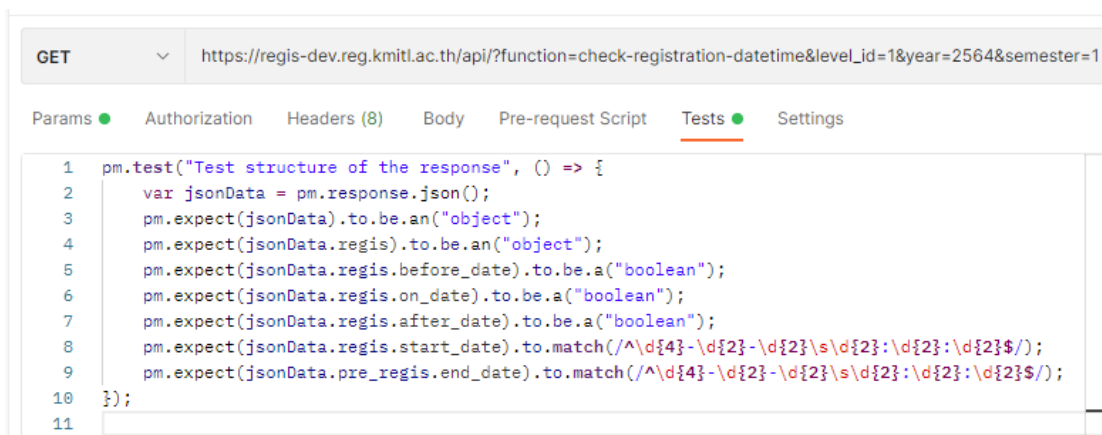 GET https://regis-dev.reg.kmitl.ac.th/api/?function=check-registration-datetime&level_id=1&year=2564&semester=1
Params Authorization Headers (8) Body Pre-request Script Tests Settings
1 pm.test("Test structure of the response", () => {
2 var jsonData = pm.response.json();
3 pm.expect(jsonData).to.be.an("object");
4 pm.expect(jsonData.regis).to.be.an("object");
5 pm.expect(jsonData.regis.before_date).to.be.a("boolean");
6 pm.expect(jsonData.regis.on_date).to.be.a("boolean");
7 pm.expect(jsonData.regis.after_date).to.be.a("boolean");
8 pm.expect(jsonData.regis.start_date).to.match(/^\d{4}-\d{2}-\d{2}\s\d{2}:\d{2}:\d{2}$/);
9 pm.expect(jsonData.pre_regis.end_date).to.match(/^\d{4}-\d{2}-\d{2}\s\d{2}:\d{2}:\d{2}$/);
10 });
11